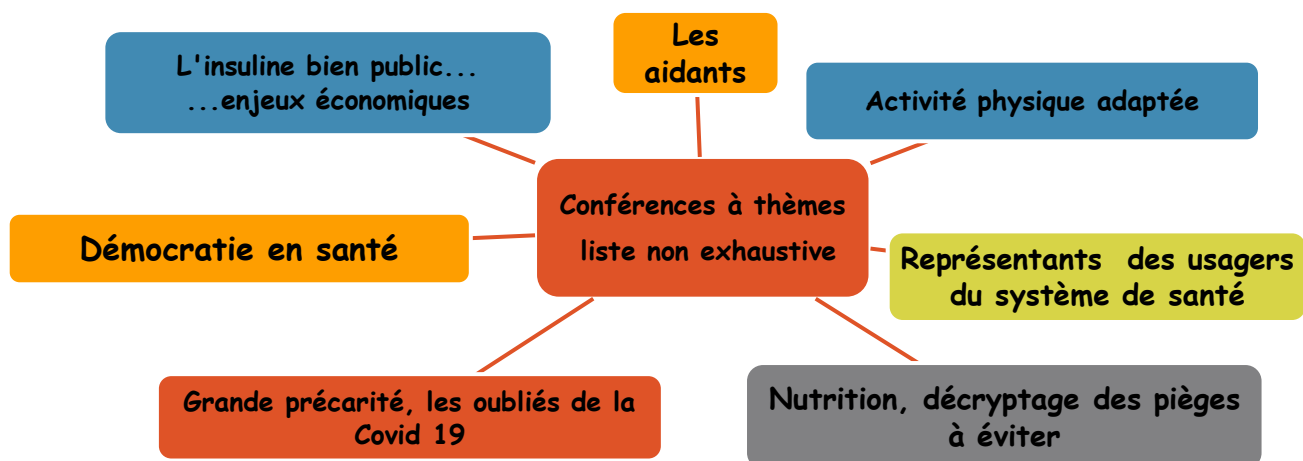 Les
aidants
L'insuline bien public...
...enjeux économiques
Activité physique adaptée
Conférences à thèmes
liste non exhaustive
Démocratie en santé
Représentants des usagers
du système de santé
Grande précarité, les oubliés de la
Covid 19
Nutrition, décryptage des pièges
à éviter